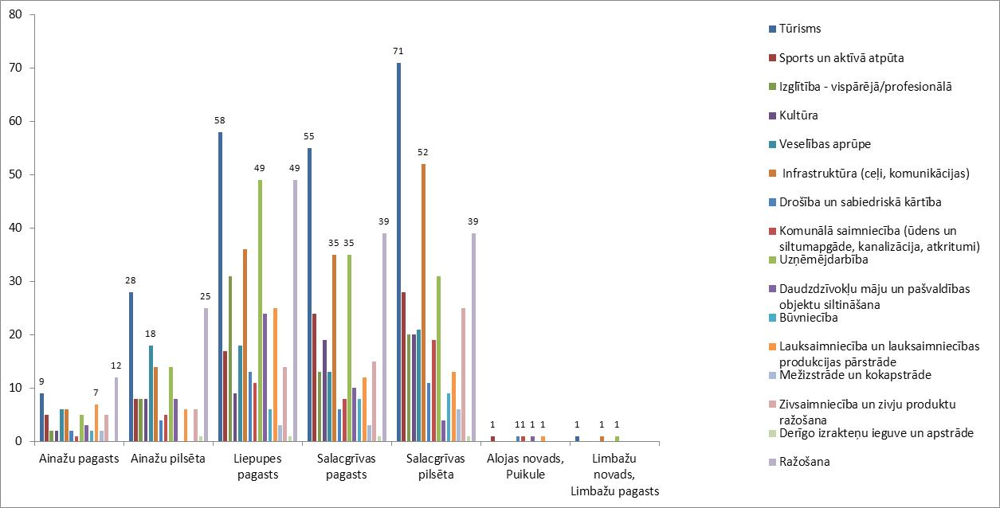 80
70
60
50
40
30
20
10
0
9
7
12
28
18
25
58
49
49
55
35
35
39
71
52
39
1
11
1
1
1
1
1
Ainažu pagasts
Ainažu pilsēta
Liepupes
pagasts
Salacgrīvas
pagasts
Salacgrīvas
pilsēta
Alojas novads,
Puikule
Limbažu
novads,
Limbažu pagasts
Tūrisms
Sports un aktīvā atpūta
Izglītība - vispārējā/profesionālā
Kultūra
Veselības aprūpe
Infrastruktūra (ceļi, komunikācijas)
Drošība un sabiedriskā kārtība
Komunālā saimniecība (ūdens un
siltumapgāde, kanalizācija, atkritumi)
Uzņēmējdarbība
Daudzdzīvokļu māju un pašvaldības
objektu siltināšana
Būvniecība
Lauksaimniecība un lauksaimniecības
produkcijas pārstrāde
Mežizstrāde un kokapstrāde
Zivsaimniecība un zivju produktu
ražošana
Derīgo izrakteņu ieguve un apstrāde
Ražošana